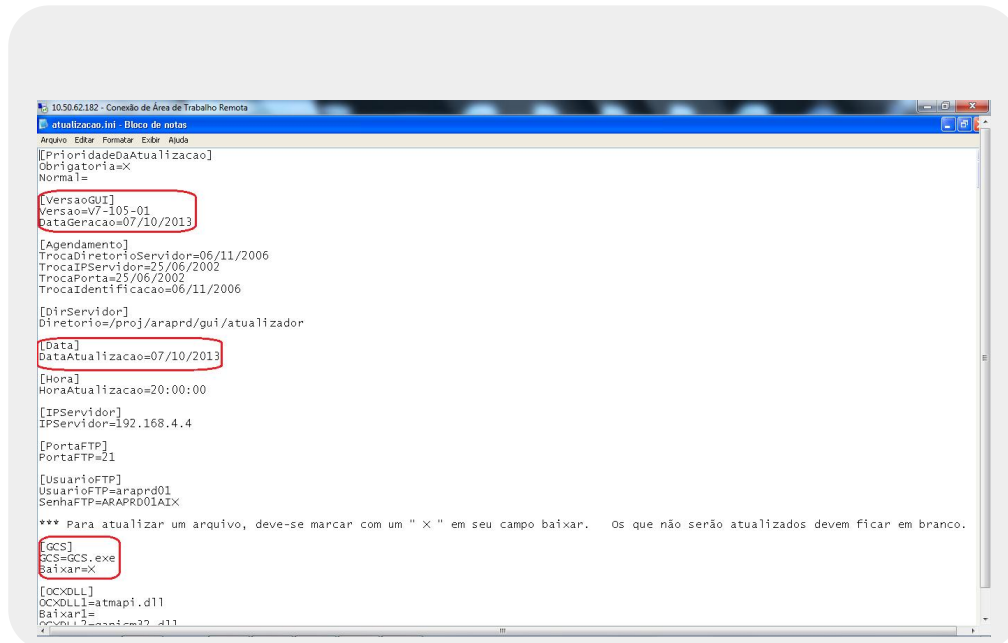 10.50.62.182 - Conexão de Área de Trabalho Remota
atualizacao.ini - Bloco de notas
Arquivo Editar Formatar Exibir Ajuda
[PrioridadeDaAtualizacao]
Obrigatoria=X
Normal=
[VersaoGUI]
Versao=V7-105-01
DataGeracao=07/10/2013
[Agendamento]
TrocaDiretorioServidor=06/11/2006
TrocaIPServidor=25/06/2002
TrocaPorta=25/06/2002
TrocaIdentificacao=06/11/2006
[DirServidor]
Diretorio=/proj/araprd/gui/atualizador
[Data]
DataAtualizacao=07/10/2013
[Hora]
HoraAtualizacao=20:00:00
[IPServidor]
IPServidor=192.168.4.4
[PortaFTP]
PortaFTP=21
[UsuarioFTP]
UsuarioFTP=araprd01
SenhaFTP=ARAPRD01AIX
*** Para atualizar um arquivo, deve-se marcar com um " X " em seu campo baixar. Os que não serão atualizados devem ficar em branco.
[GCS]
GCS=GCS.exe
Baixar=X
[OCXDLL]
OCXDLL1=atmapi.dll
Baixar1=